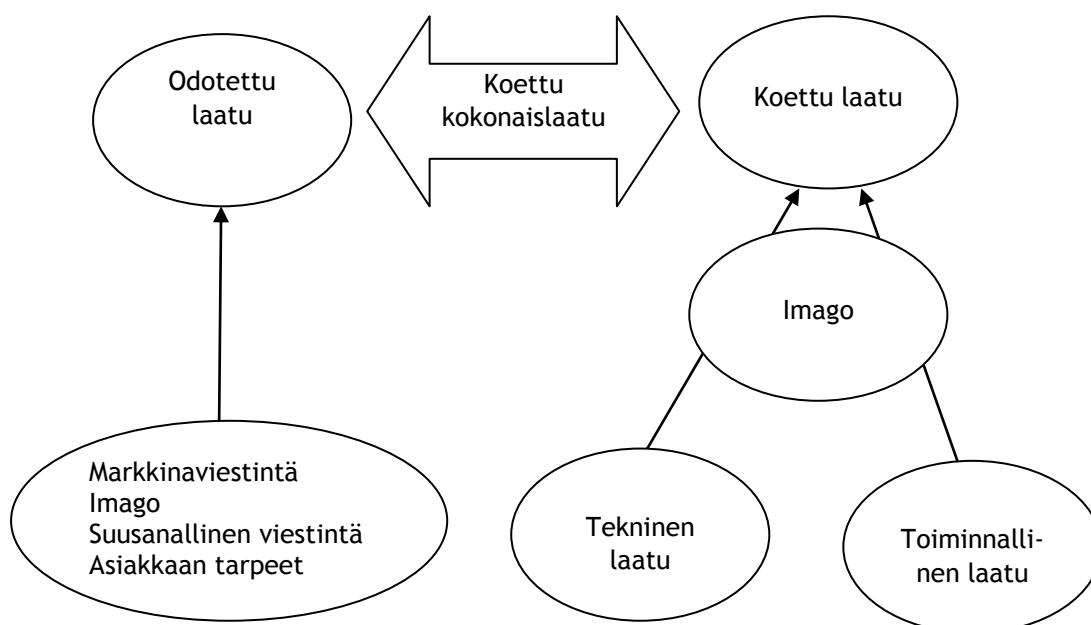 Odotettu
laatu
Koettu
kokonaislaatu
Koettu laatu
Imago
Markkinaviestintä
Imago
Suusanallinen viestintä
Asiakkaan tarpeet
Tekninen
laatu
Toiminnalli-
nen laatu